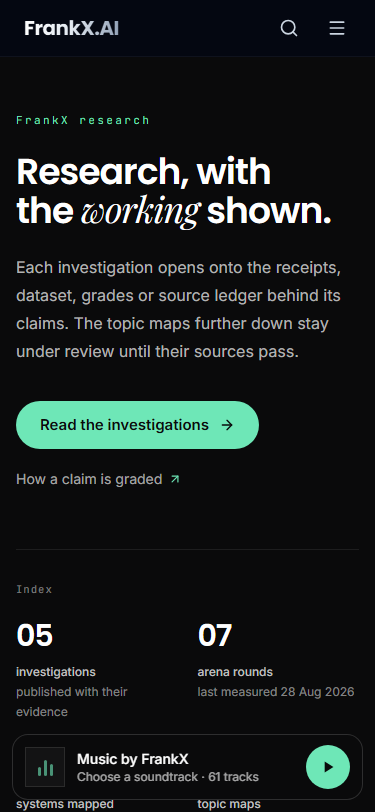 FrankX.AI
FrankX research
Research, with
the working shown.
Each investigation opens onto the receipts,
dataset, grades or source ledger behind its
claims. The topic maps further down stay
under review until their sources pass.
Read the investigations →
How a claim is graded ↗
Index
05
investigations
published with their
evidence
07
arena rounds
last measured 28 Aug 2026
Music by FrankX
Choose a soundtrack · 61 tracks
systems mapped
topic maps